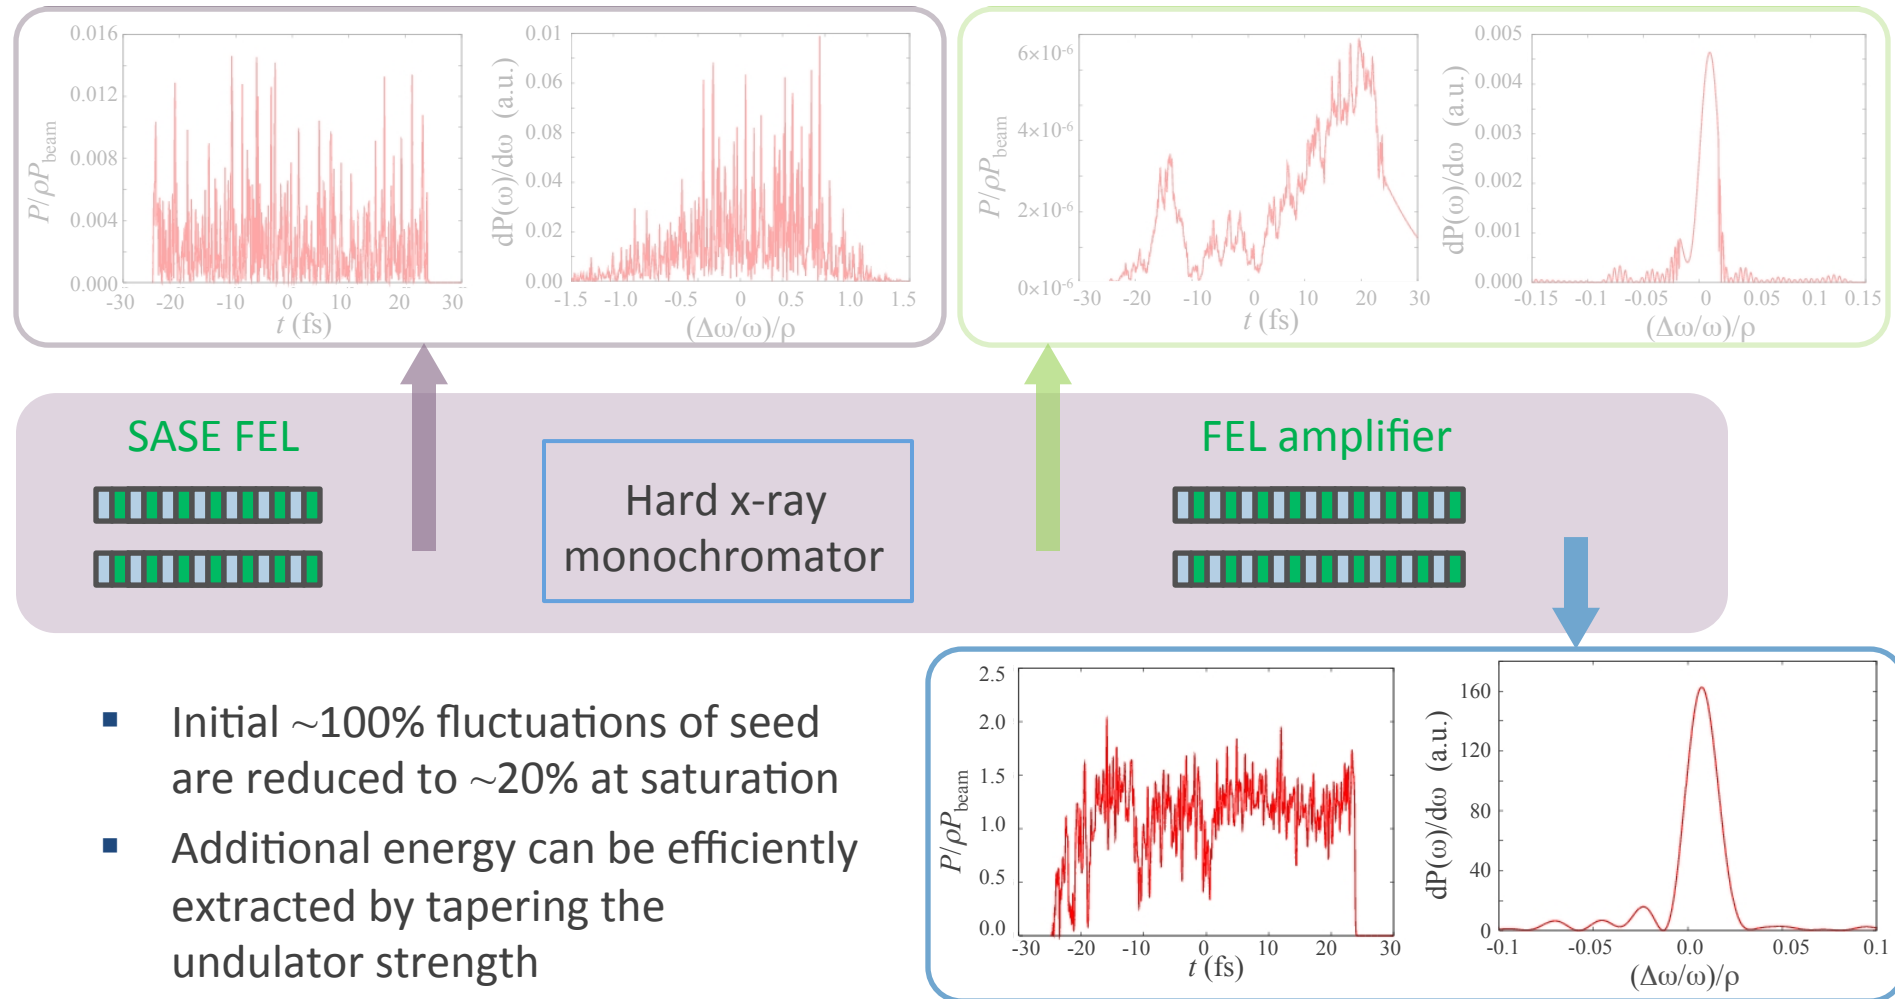 0.016
0.012
0.008
0.004
0.000
P/ρP_beam
-30 -20 -10 0 10 20 30
t (fs)
0.01
0.06
0.08
0.04
0.02
0.00
dP(ω)/dω (a.u.)
-1.5 -1.0 -0.5 0 0.5 1.0 1.5
(Δω/ω)/ρ
6×10⁻⁶
4×10⁻⁶
2×10⁻⁶
0×10⁻⁶
P/ρP_beam
-30 -20 -10 0 10 20 30
t (fs)
0.005
0.004
0.003
0.002
0.001
0.000
dP(ω)/dω (a.u.)
-0.15 -0.1 -0.05 0 0.05 0.10 0.15
(Δω/ω)/ρ
SASE FEL
Hard x-ray
monochromator
FEL amplifier
▪ Initial ~100% fluctuations of seed
are reduced to ~20% at saturation
▪ Additional energy can be efficiently
extracted by tapering the
undulator strength
2.5
2.0
1.5
1.0
0.5
0.0
P/ρP_beam
-30 -20 -10 0 10 20 30
t (fs)
160
120
80
40
0
dP(ω)/dω (a.u.)
-0.1 -0.05 0.0 0.05 0.1
(Δω/ω)/ρ